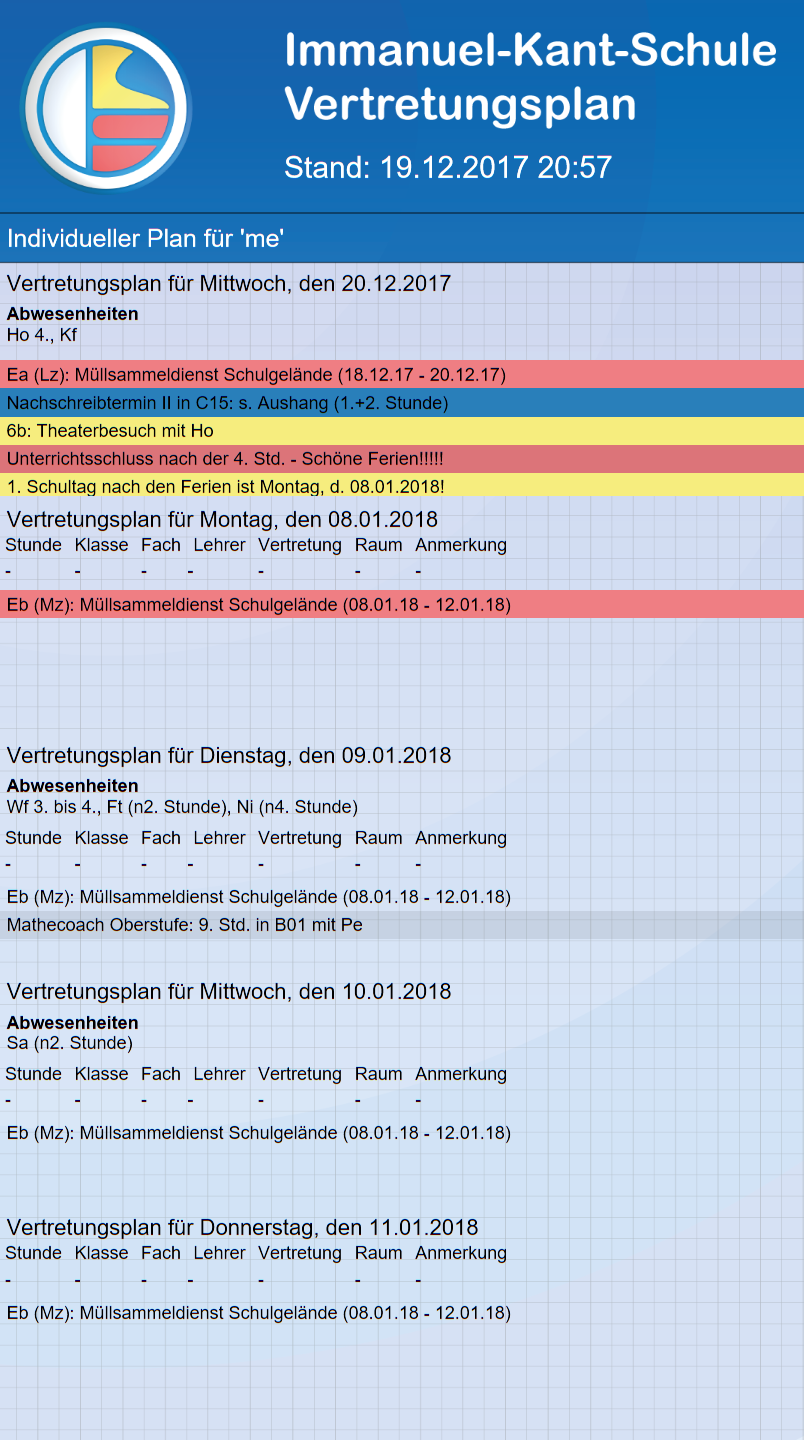 Immanuel-Kant-Schule
Vertretungsplan
Stand: 19.12.2017 20:57
Individueller Plan für 'me'
Vertretungsplan für Mittwoch, den 20.12.2017
Abwesenheiten
Ho 4., Kf
Ea (Lz): Müllsammeldienst Schulgelände (18.12.17 - 20.12.17)
Nachschreibtermin II in C15: s. Aushang (1.+2. Stunde)
6b: Theaterbesuch mit Ho
Unterrichtsschluss nach der 4. Std. - Schöne Ferien!!!!!
1. Schultag nach den Ferien ist Montag, d. 08.01.2018!
Vertretungsplan für Montag, den 08.01.2018
Stunde Klasse Fach Lehrer Vertretung Raum Anmerkung
- - - - - - -
Eb (Mz): Müllsammeldienst Schulgelände (08.01.18 - 12.01.18)
Vertretungsplan für Dienstag, den 09.01.2018
Abwesenheiten
Wf 3. bis 4., Ft (n2. Stunde), Ni (n4. Stunde)
Stunde Klasse Fach Lehrer Vertretung Raum Anmerkung
- - - - - - -
Eb (Mz): Müllsammeldienst Schulgelände (08.01.18 - 12.01.18)
Mathecoach Oberstufe: 9. Std. in B01 mit Pe
Vertretungsplan für Mittwoch, den 10.01.2018
Abwesenheiten
Sa (n2. Stunde)
Stunde Klasse Fach Lehrer Vertretung Raum Anmerkung
- - - - - - -
Eb (Mz): Müllsammeldienst Schulgelände (08.01.18 - 12.01.18)
Vertretungsplan für Donnerstag, den 11.01.2018
Stunde Klasse Fach Lehrer Vertretung Raum Anmerkung
- - - - - - -
Eb (Mz): Müllsammeldienst Schulgelände (08.01.18 - 12.01.18)